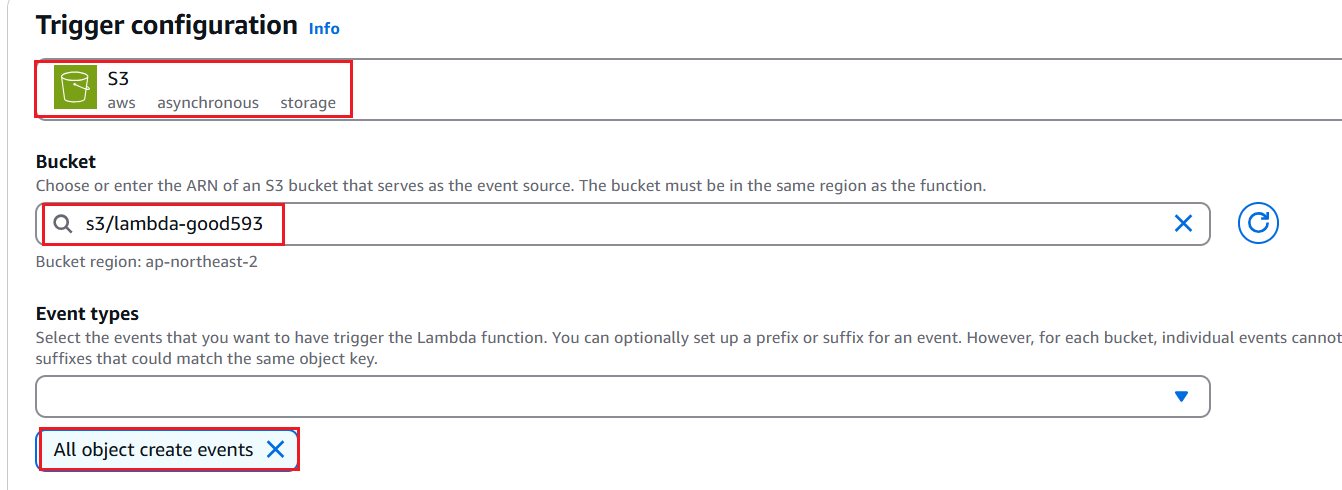 Trigger configuration Info
S3
aws asynchronous storage
Bucket
Choose or enter the ARN of an S3 bucket that serves as the event source. The bucket must be in the same region as the function.
s3/lambda-good593
Bucket region: ap-northeast-2
Event types
Select the events that you want to have trigger the Lambda function. You can optionally set up a prefix or suffix for an event. However, for each bucket, individual events cannot
suffixes that could match the same object key.
All object create events